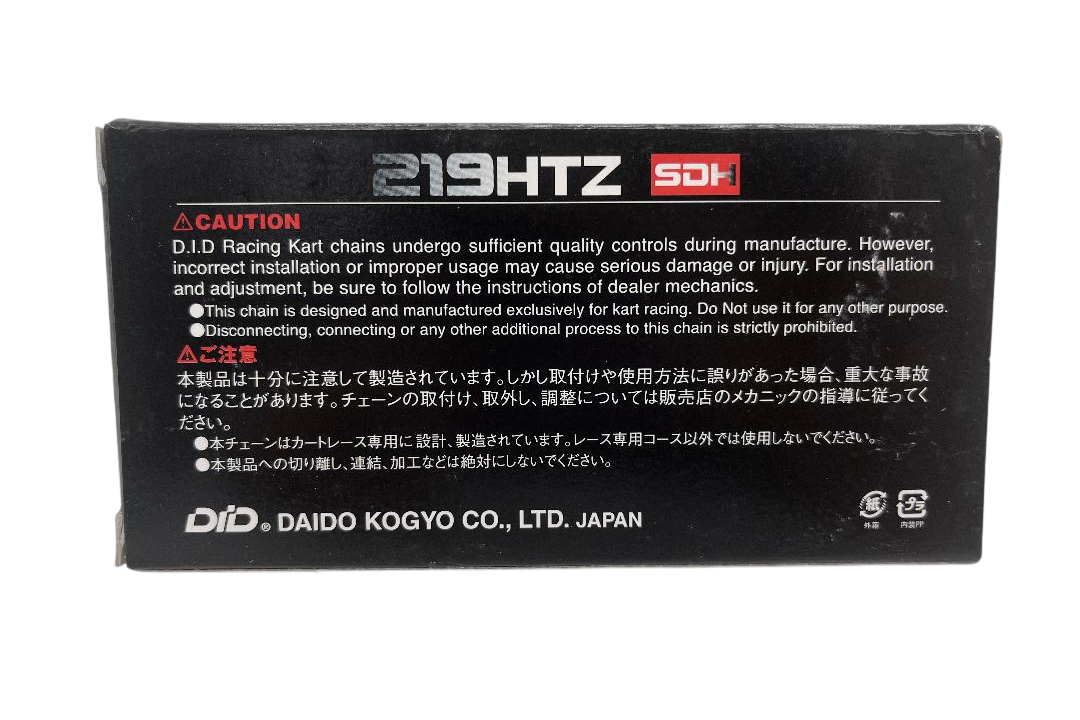 219HTZ SDH
⚠CAUTION
D.I.D Racing Kart chains undergo sufficient quality controls during manufacture. However,
incorrect installation or improper usage may cause serious damage or injury. For installation
and adjustment, be sure to follow the instructions of dealer mechanics.
●This chain is designed and manufactured exclusively for kart racing. Do Not use it for any other purpose.
●Disconnecting, connecting or any other additional process to this chain is strictly prohibited.
⚠ご注意
本製品は十分に注意して製造されています。しかし取付けや使用方法に誤りがあった場合、重大な事故
になることがあります。チェーンの取付け、取外し、調整については販売店のメカニックの指導に従ってく
ださい。
●本チェーンはカートレース専用に設計、製造されています。レース専用コース以外では使用しないでください。
●本製品への切り離し、連結、加工などは絶対にしないでください。
DID® DAIDO KOGYO CO., LTD. JAPAN
紙 プラ
外箱 内装PP